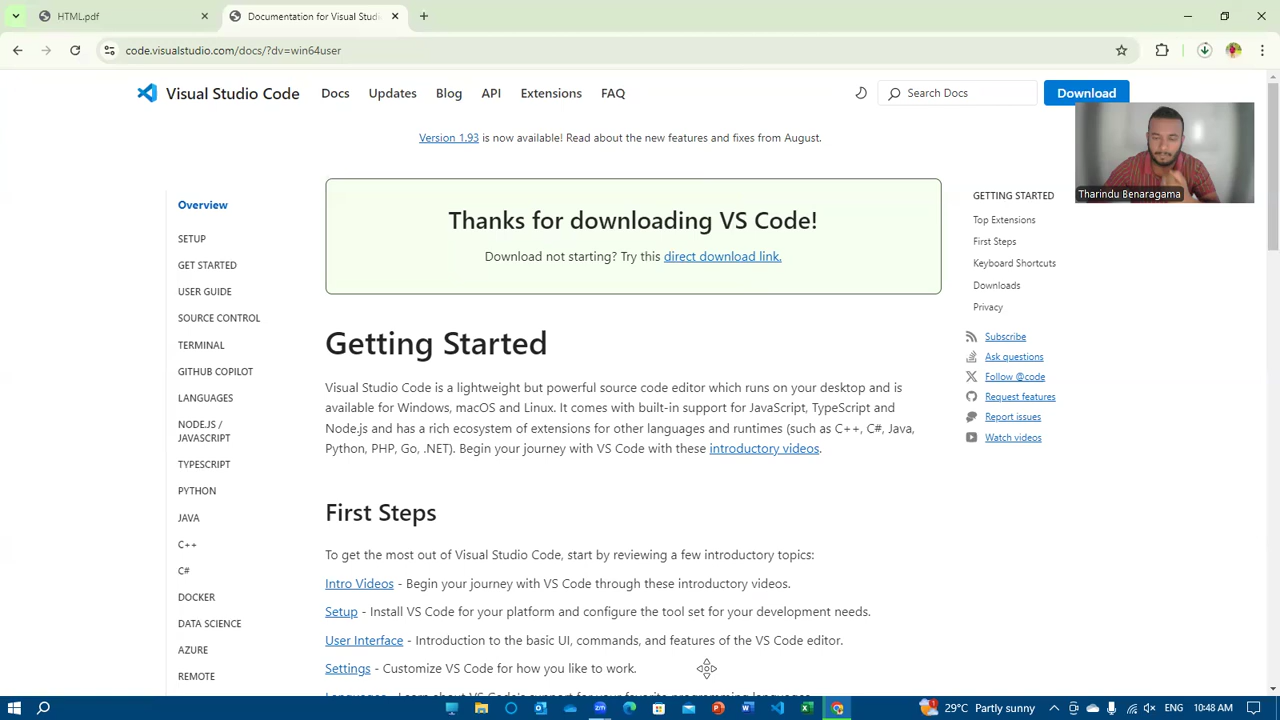 HTML.pdf
Documentation for Visual Studi
code.visualstudio.com/docs/?dv=win64user
Visual Studio Code
Docs
Updates
Blog
API
Extensions
FAQ
Search Docs
Download
Version 1.93 is now available! Read about the new features and fixes from August.
Tharindu Benaragama
Overview
SETUP
GET STARTED
USER GUIDE
SOURCE CONTROL
TERMINAL
GITHUB COPILOT
LANGUAGES
NODE.JS /
JAVASCRIPT
TYPESCRIPT
PYTHON
JAVA
C++
C#
DOCKER
DATA SCIENCE
AZURE
REMOTE
Thanks for downloading VS Code!
Download not starting? Try this direct download link.
Getting Started
Visual Studio Code is a lightweight but powerful source code editor which runs on your desktop and is
available for Windows, macOS and Linux. It comes with built-in support for JavaScript, TypeScript and
Node.js and has a rich ecosystem of extensions for other languages and runtimes (such as C++, C#, Java,
Python, PHP, Go, .NET). Begin your journey with VS Code with these introductory videos.
First Steps
To get the most out of Visual Studio Code, start by reviewing a few introductory topics:
Intro Videos - Begin your journey with VS Code through these introductory videos.
Setup - Install VS Code for your platform and configure the tool set for your development needs.
User Interface - Introduction to the basic UI, commands, and features of the VS Code editor.
Settings - Customize VS Code for how you like to work.
Languages - Learn about VS Code's support for your favorite programming languages.
GETTING STARTED
Top Extensions
First Steps
Keyboard Shortcuts
Downloads
Privacy
Subscribe
Ask questions
Follow @code
Request features
Report issues
Watch videos
29°C Partly sunny
ENG
10:48 AM